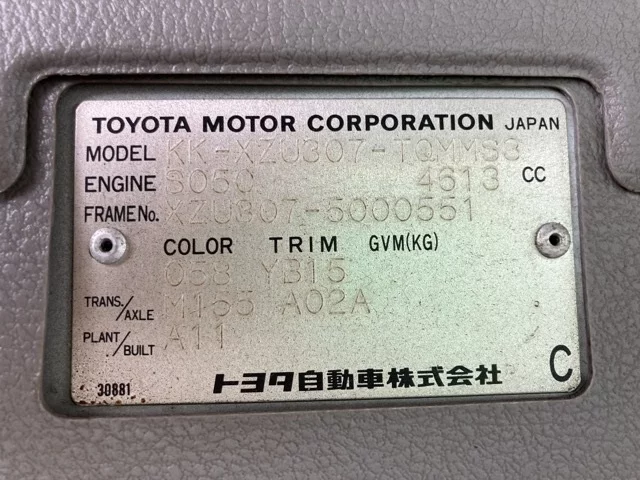 TOYOTA MOTOR CORPORATION JAPAN
MODEL KK-XZU307-TQMMS3
ENGINE S05C 4613 CC
FRAME No. XZU307-5000551
COLOR TRIM GVM(KG)
058 YB15
TRANS./AXLE M153 A02A
PLANT/BUILT A11
30881 トヨタ自動車株式会社 C